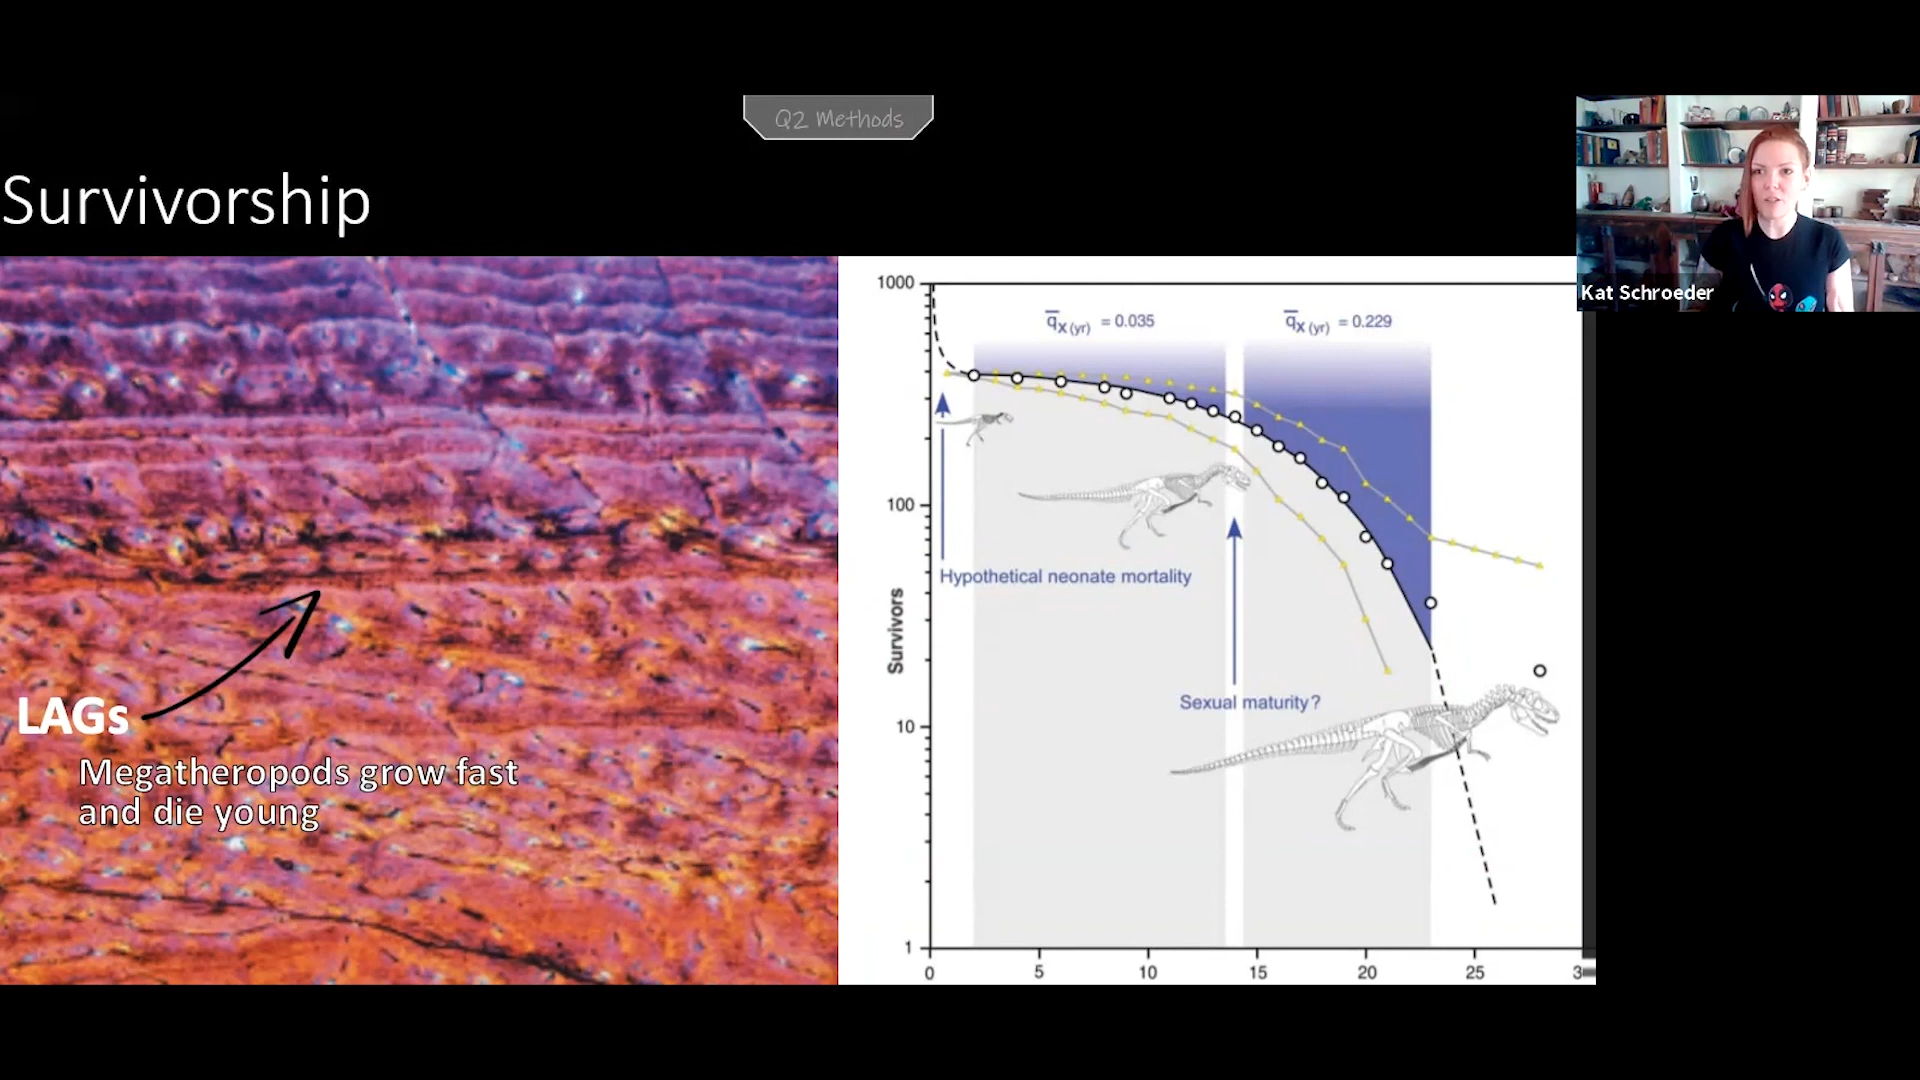 Q2 Methods
Survivorship
Kat Schroeder
LAGs
Megatheropods grow fast
and die young
1000
100
10
1
Survivors
q̅x (yr) = 0.035
q̅x (yr) = 0.229
Hypothetical neonate mortality
Sexual maturity?
0 5 10 15 20 25 3